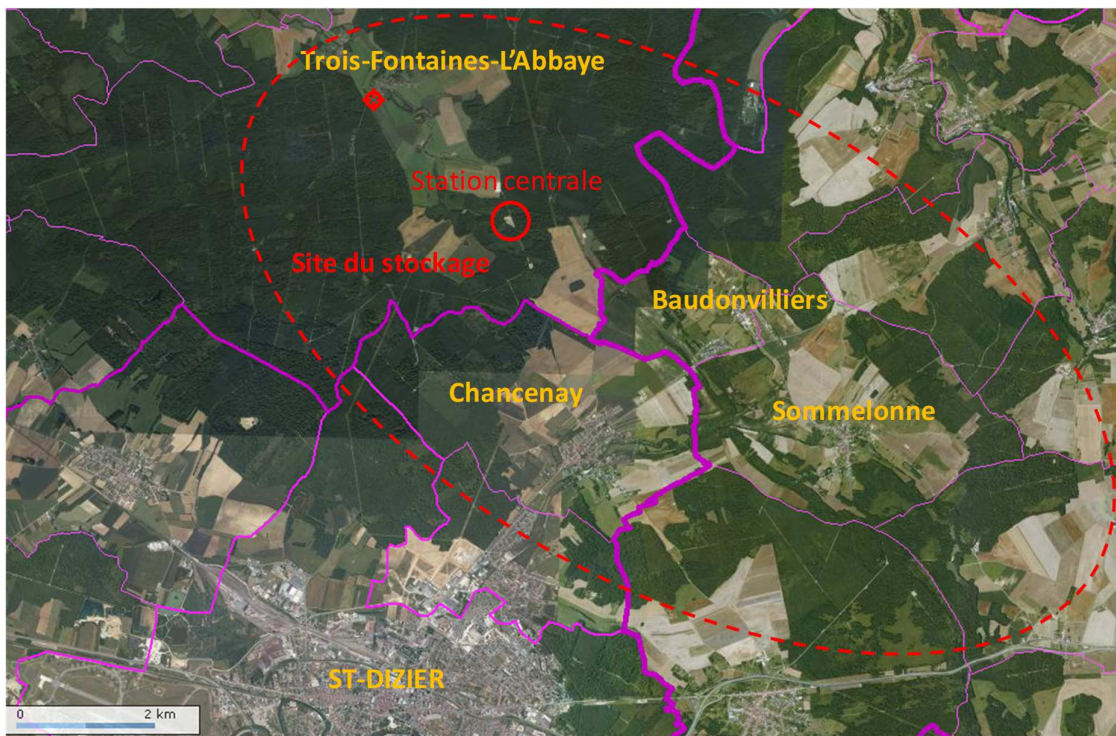 Trois-Fontaines-L'Abbaye
Station centrale
Site du stockage
Baudonvilliers
Chancenay
Sommelonne
ST-DIZIER
0 2 km